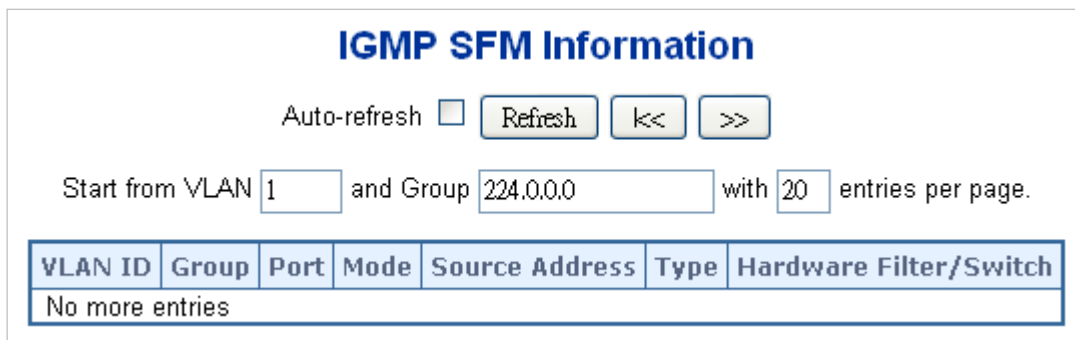 IGMP SFM Information
Auto-refresh Refresh |<< >>
Start from VLAN 1 and Group 224.0.0.0 with 20 entries per page.
VLAN ID Group Port Mode Source Address Type Hardware Filter/Switch
No more entries